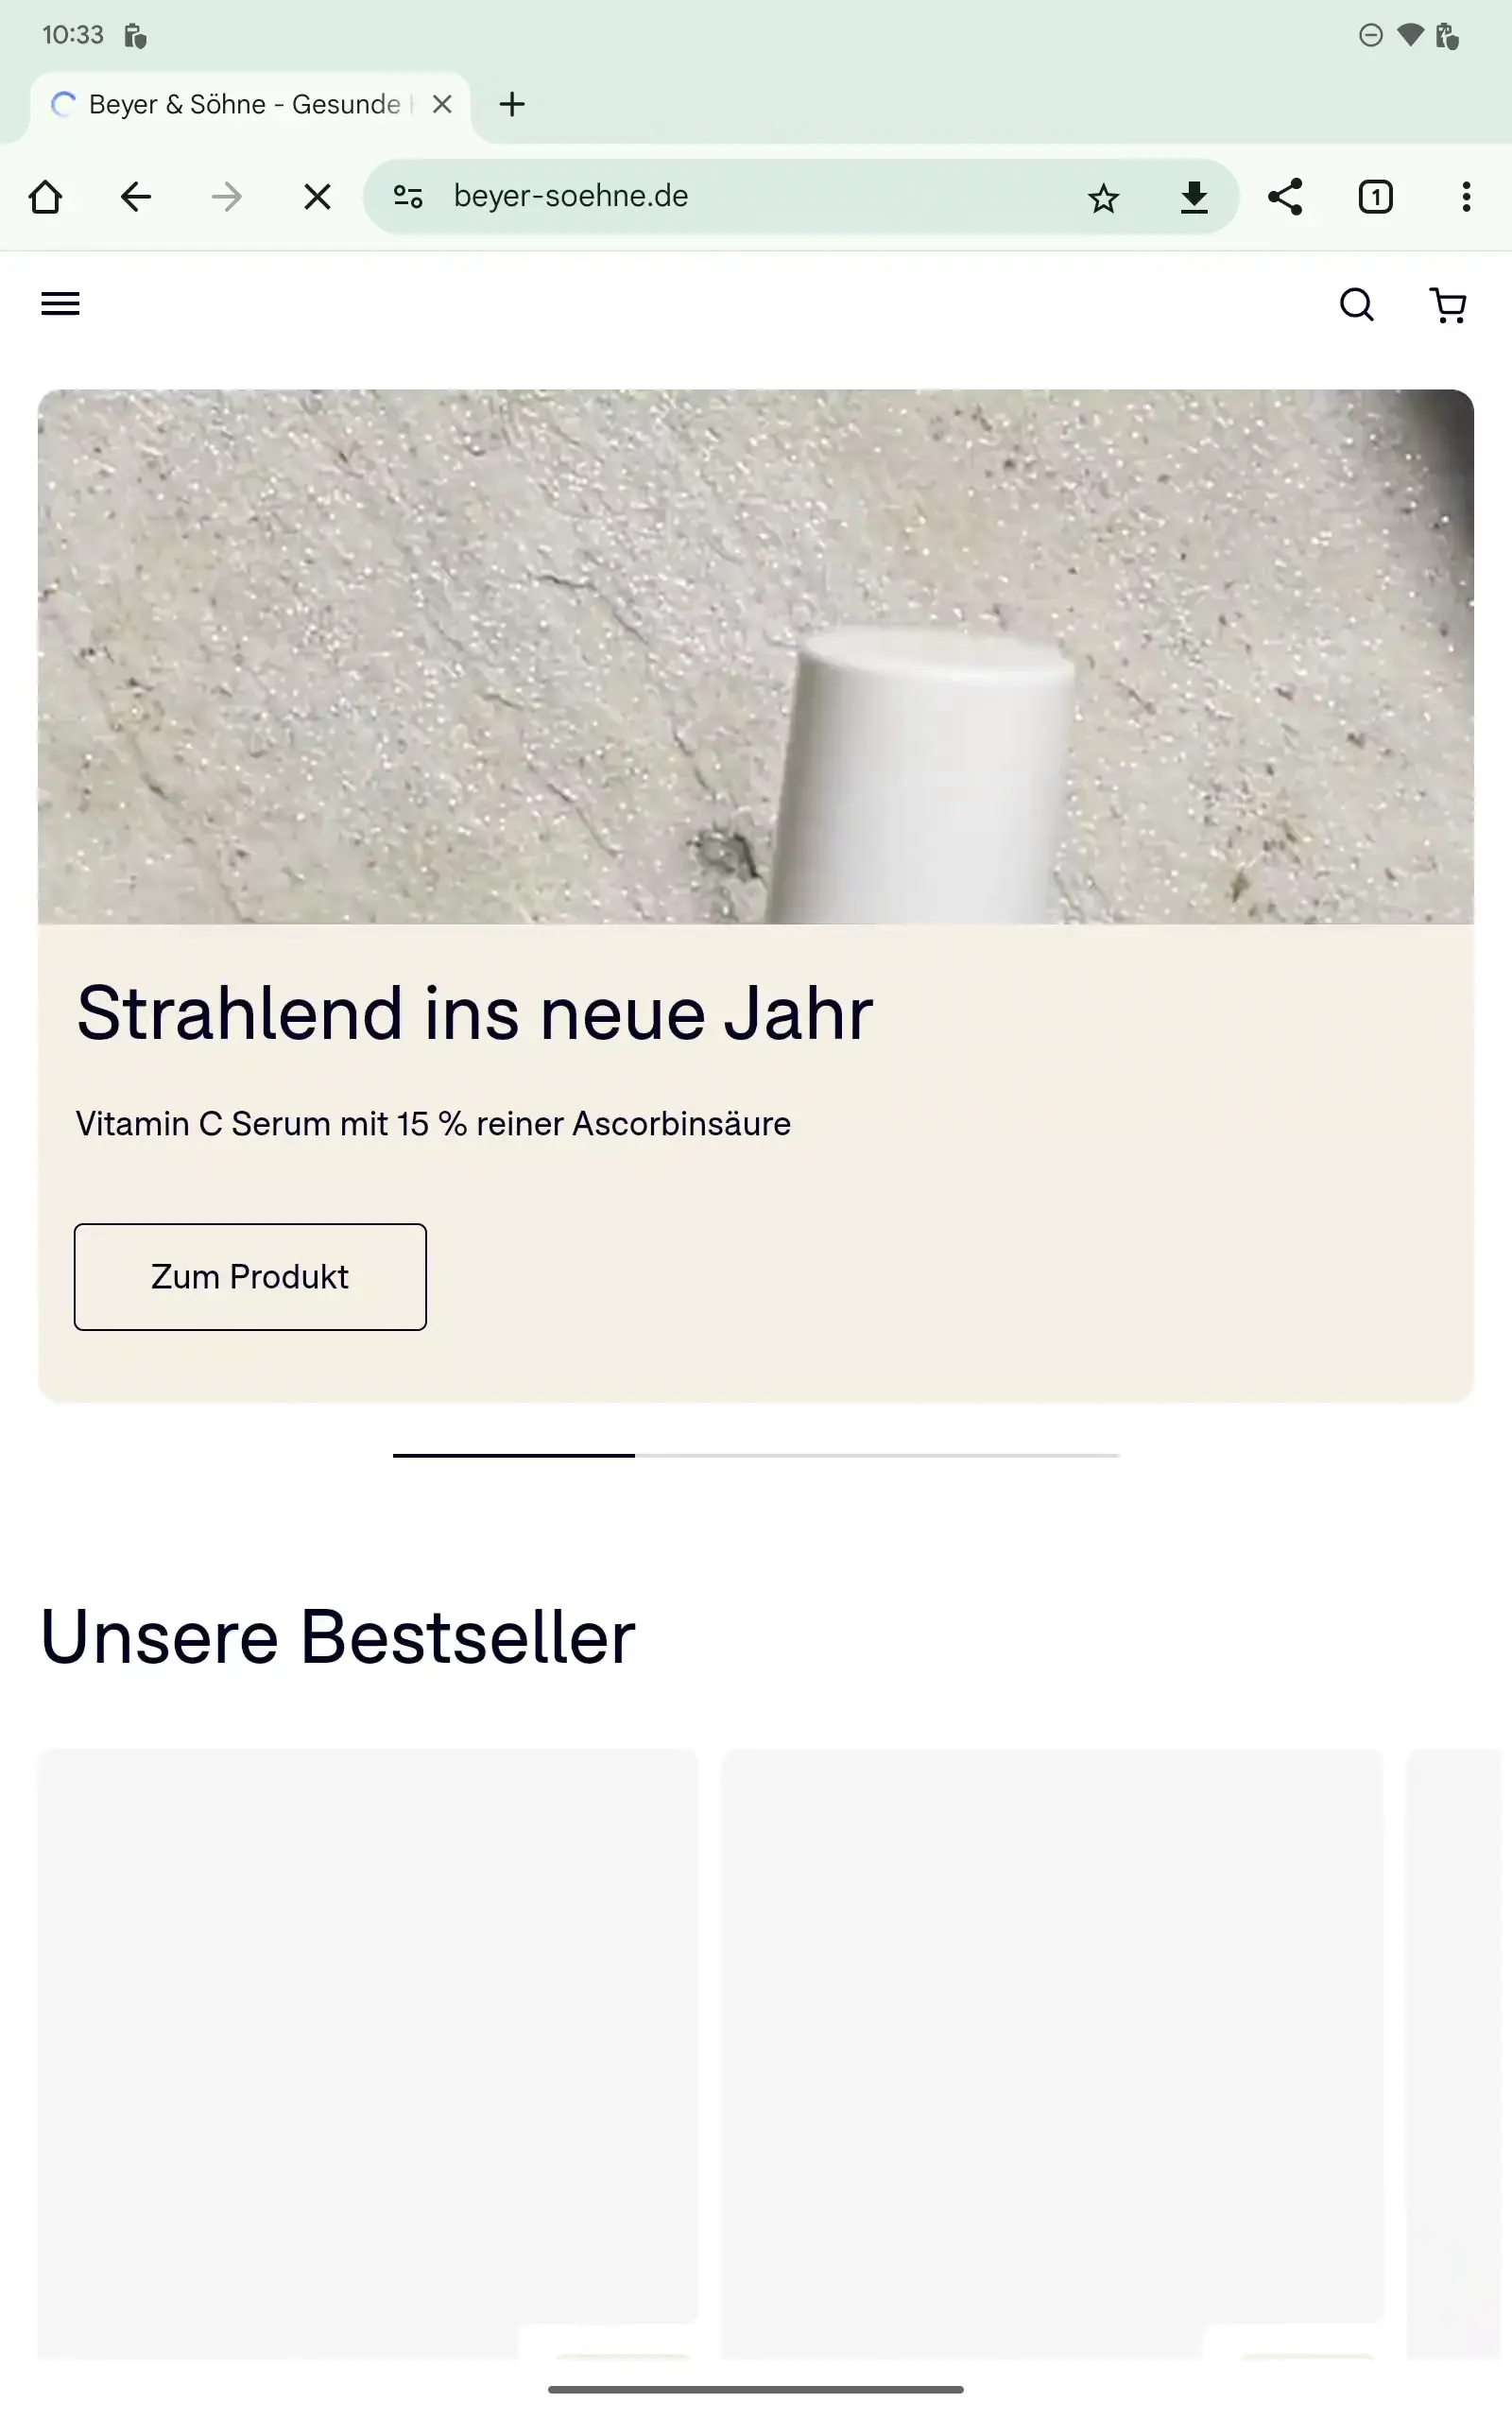 10:33
Beyer & Söhne - Gesunde
beyer-soehne.de
1
Strahlend ins neue Jahr
Vitamin C Serum mit 15 % reiner Ascorbinsäure
Zum Produkt
Unsere Bestseller